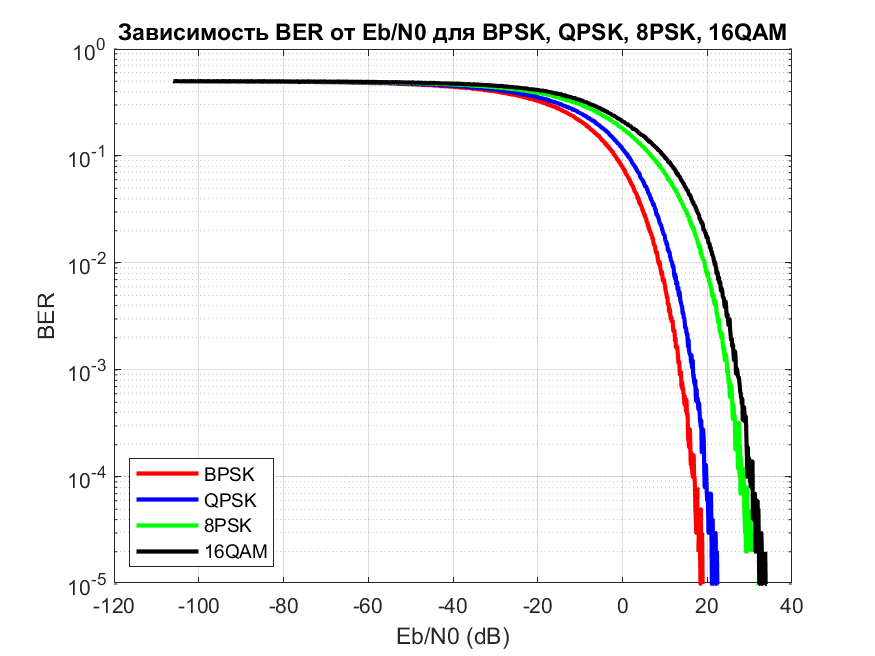 Зависимость BER от Eb/N0 для BPSK, QPSK, 8PSK, 16QAM
10^0
10^-1
10^-2
10^-3
10^-4
10^-5
BER
BPSK
QPSK
8PSK
16QAM
-120 -100 -80 -60 -40 -20 0 20 40
Eb/N0 (dB)